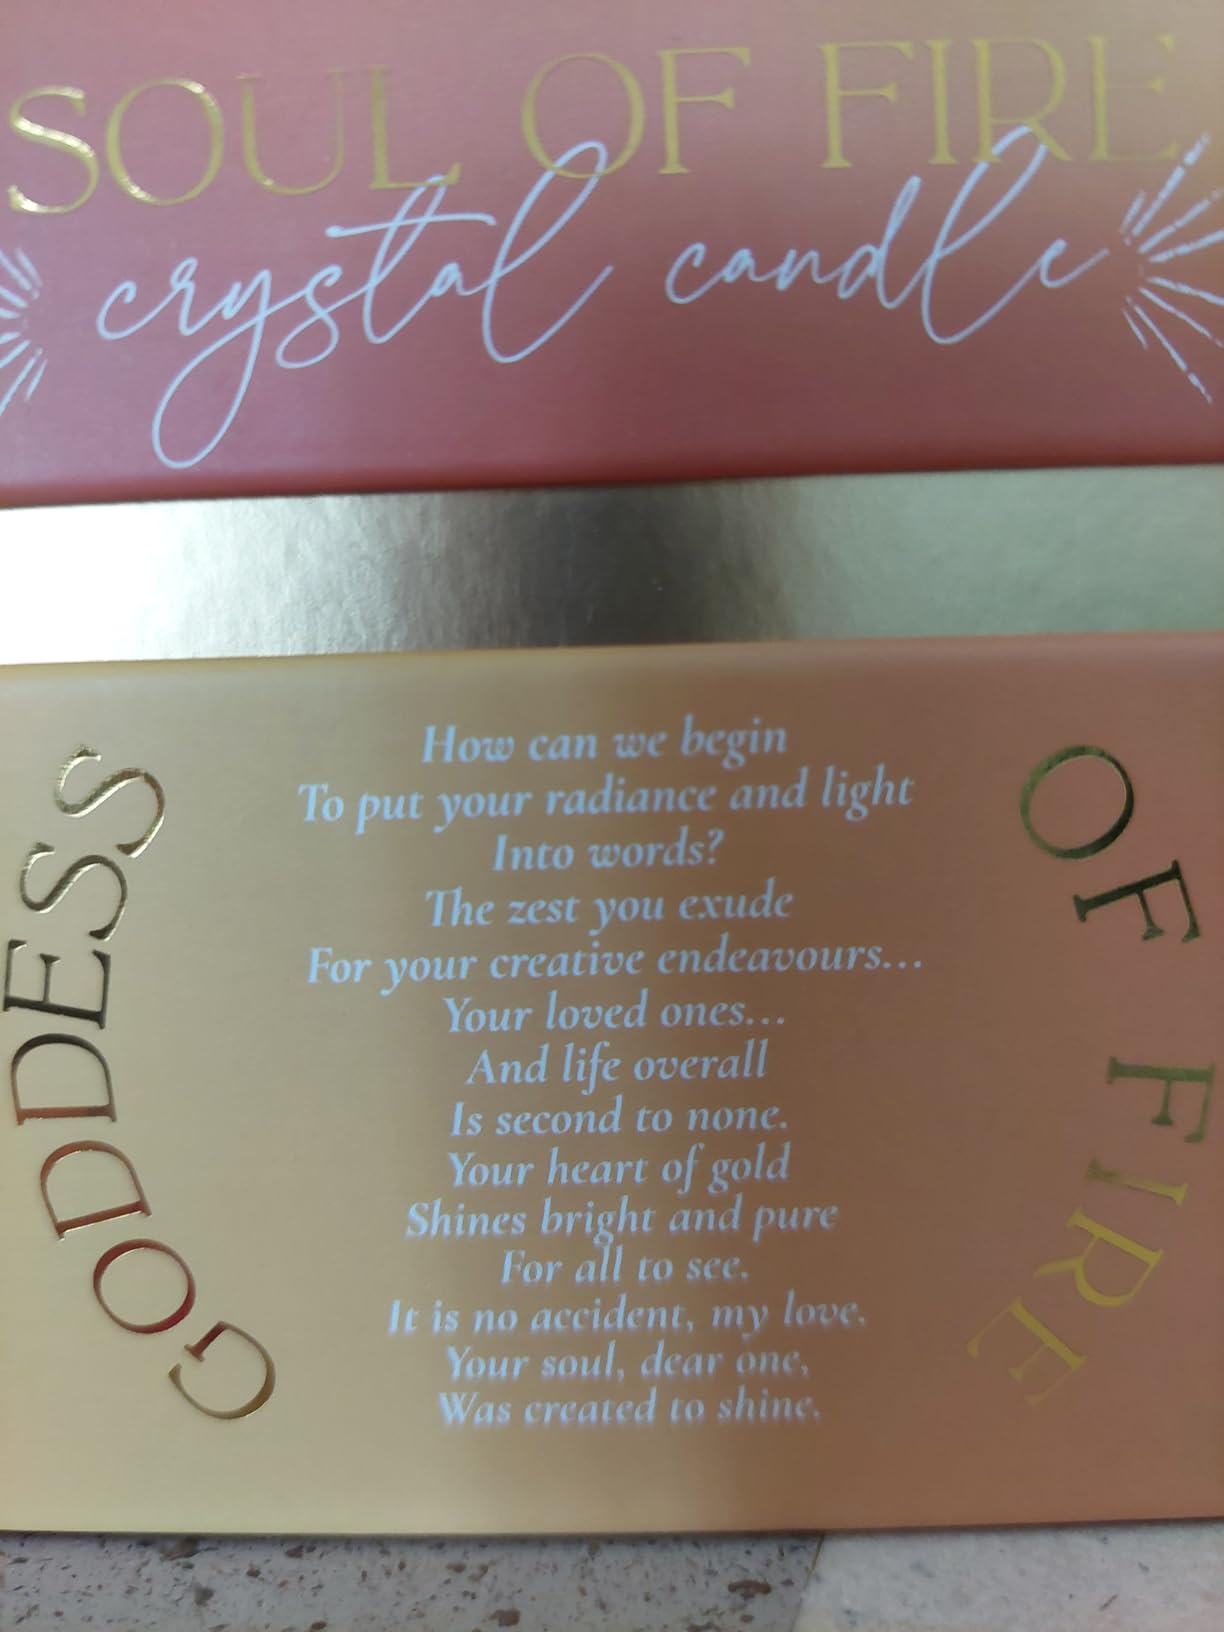 SOUL OF FIRE
crystal candle
GODDESS
OF FIRE
How can we begin
To put your radiance and light
Into words?
The zest you exude
For your creative endeavours...
Your loved ones...
And life overall
Is second to none.
Your heart of gold
Shines bright and pure
For all to see.
It is no accident, my love.
Your soul, dear one,
Was created to shine.